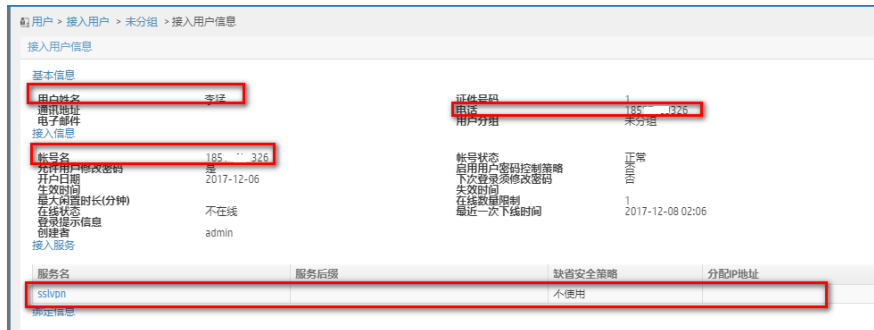 用户 > 接入用户 > 未分组 > 接入用户信息
接入用户信息
基本信息
用户姓名 李猛 证件号码 1
通讯地址 电话 185 326
电子邮件 用户分组 未分组
接入信息
帐号名 185 326 帐号状态 正常
允许用户修改密码 是 启用用户密码控制策略 否
开户日期 2017-12-06 下次登录须修改密码 否
生效时间 失效时间
最大闲置时长(分钟) 在线数量限制 1
在线状态 不在线 最近一次下线时间 2017-12-08 02:06
登录提示信息
创建者 admin
接入服务
服务名 服务后缀 缺省安全策略 分配IP地址
sslvpn 不使用
绑定信息